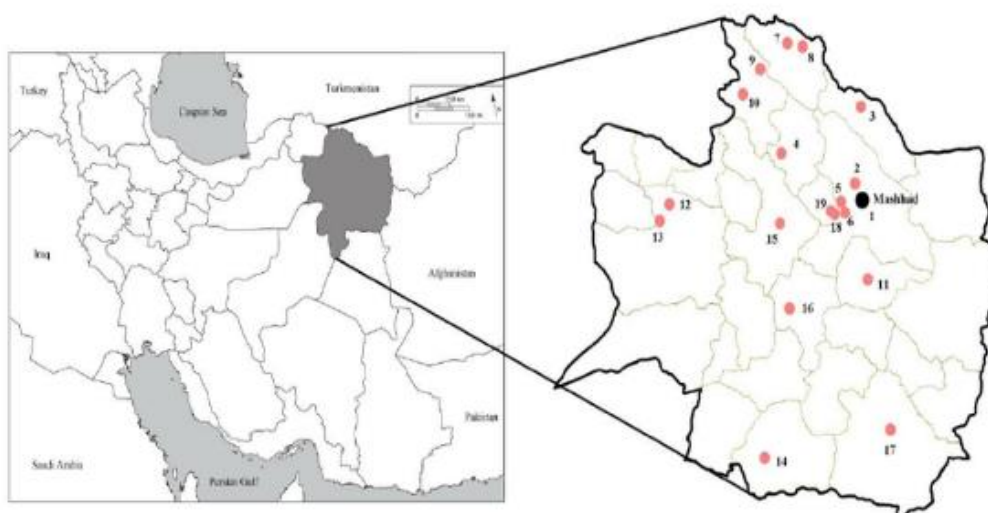 Turkey
Caspian Sea
Turkmenistan
Iraq
Afghanistan
Pakistan
Saudi Arabia
Persian Gulf
7
8
9
10
3
4
2
5
Mashhad
19
12
1
6
18
13
15
11
16
17
14